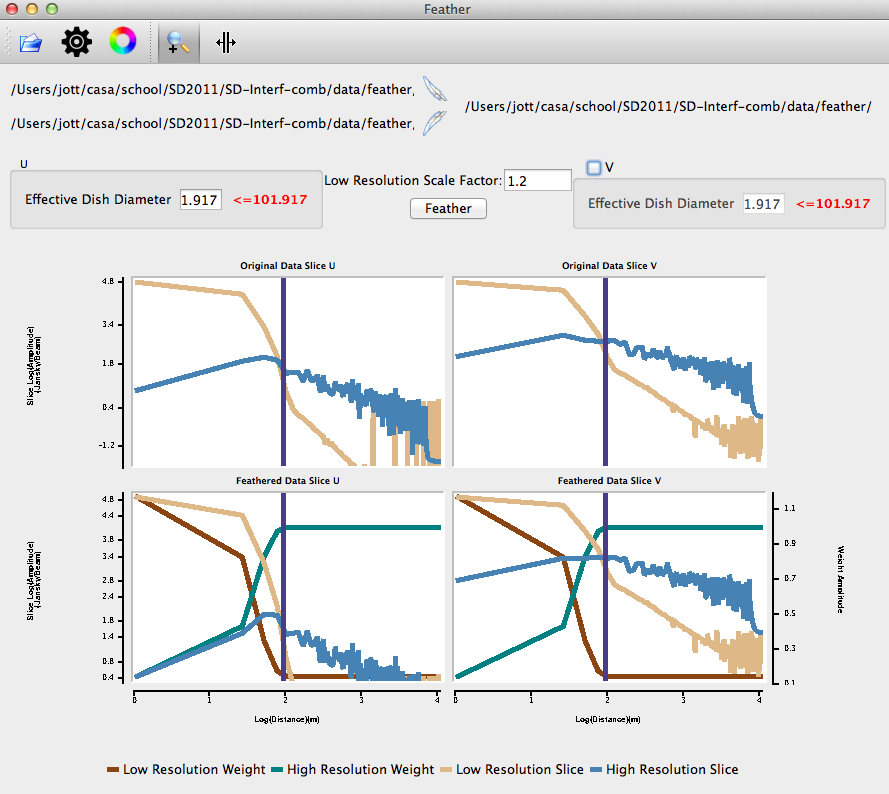 Feather
/Users/jott/casa/school/SD2011/SD-Interf-comb/data/feather,
/Users/jott/casa/school/SD2011/SD-Interf-comb/data/feather/
/Users/jott/casa/school/SD2011/SD-Interf-comb/data/feather,
U
V
Low Resolution Scale Factor: 1.2
Effective Dish Diameter 1.917 <=101.917
Feather
Effective Dish Diameter 1.917 <=101.917
Original Data Slice U
Original Data Slice V
4.8
3.4
1.8
0.4
-1.2
Slice Log(Amplitude)
(Jansky/Beam)
Feathered Data Slice U
Feathered Data Slice V
4.8
4.4
3.8
3.4
2.8
2.4
1.8
1.4
0.8
0.4
Slice Log(Amplitude)
(Jansky/Beam)
1.1
0.9
0.7
0.5
0.3
0.1
Weight Amplitude
0 1 2 3 4
0 1 2 3 4
Log(Distance)(m)
Log(Distance)(m)
Low Resolution Weight High Resolution Weight Low Resolution Slice High Resolution Slice